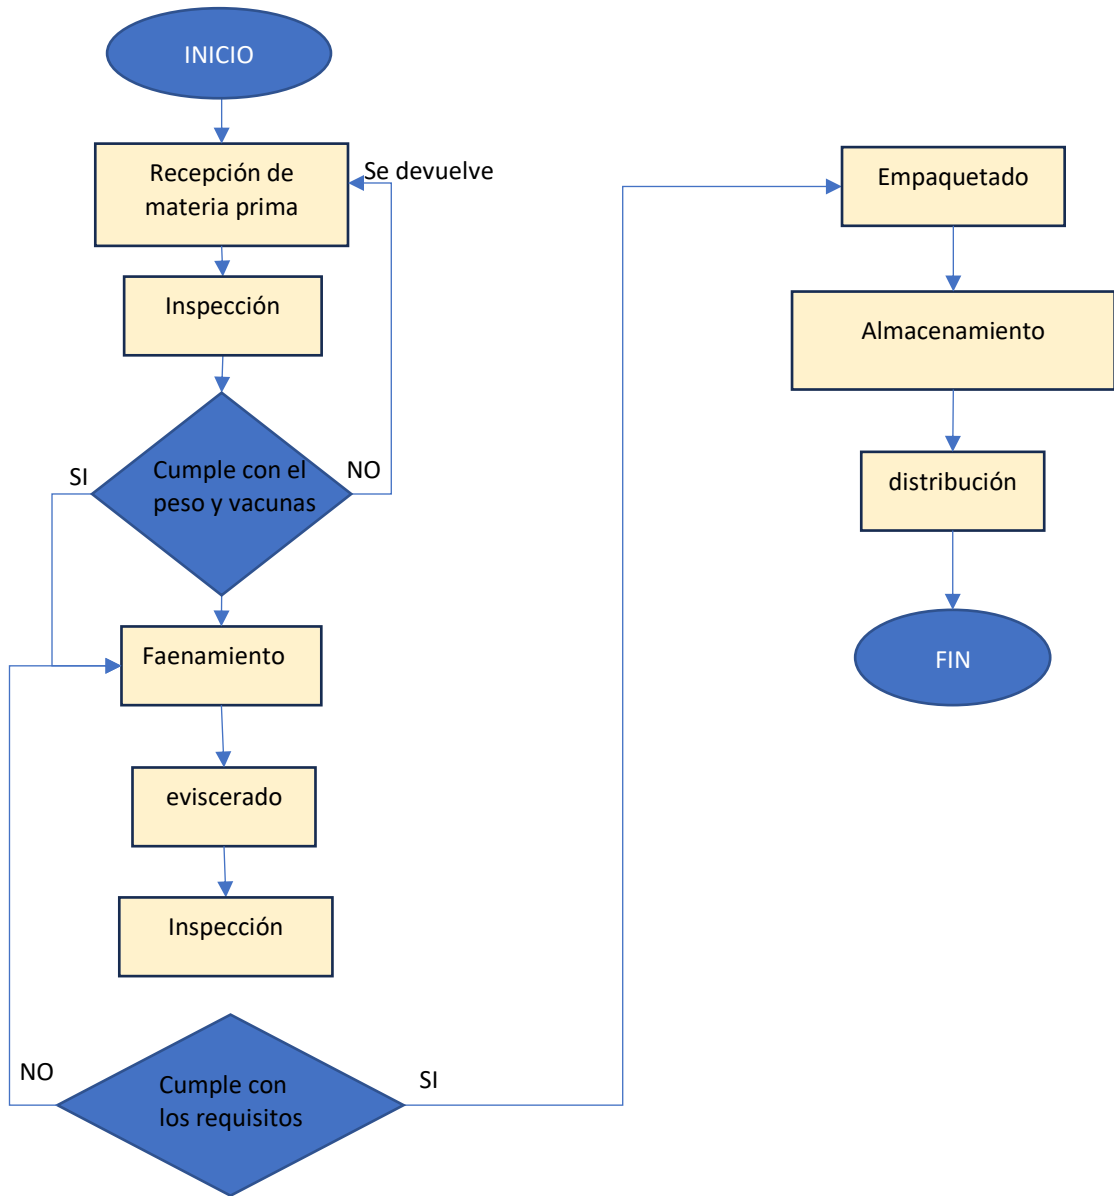 INICIO
Recepción de
materia prima
Se devuelve
Inspección
Cumple con el
peso y vacunas
SI
NO
Faenamiento
eviscerado
Inspección
Cumple con
los requisitos
NO
SI
Empaquetado
Almacenamiento
distribución
FIN